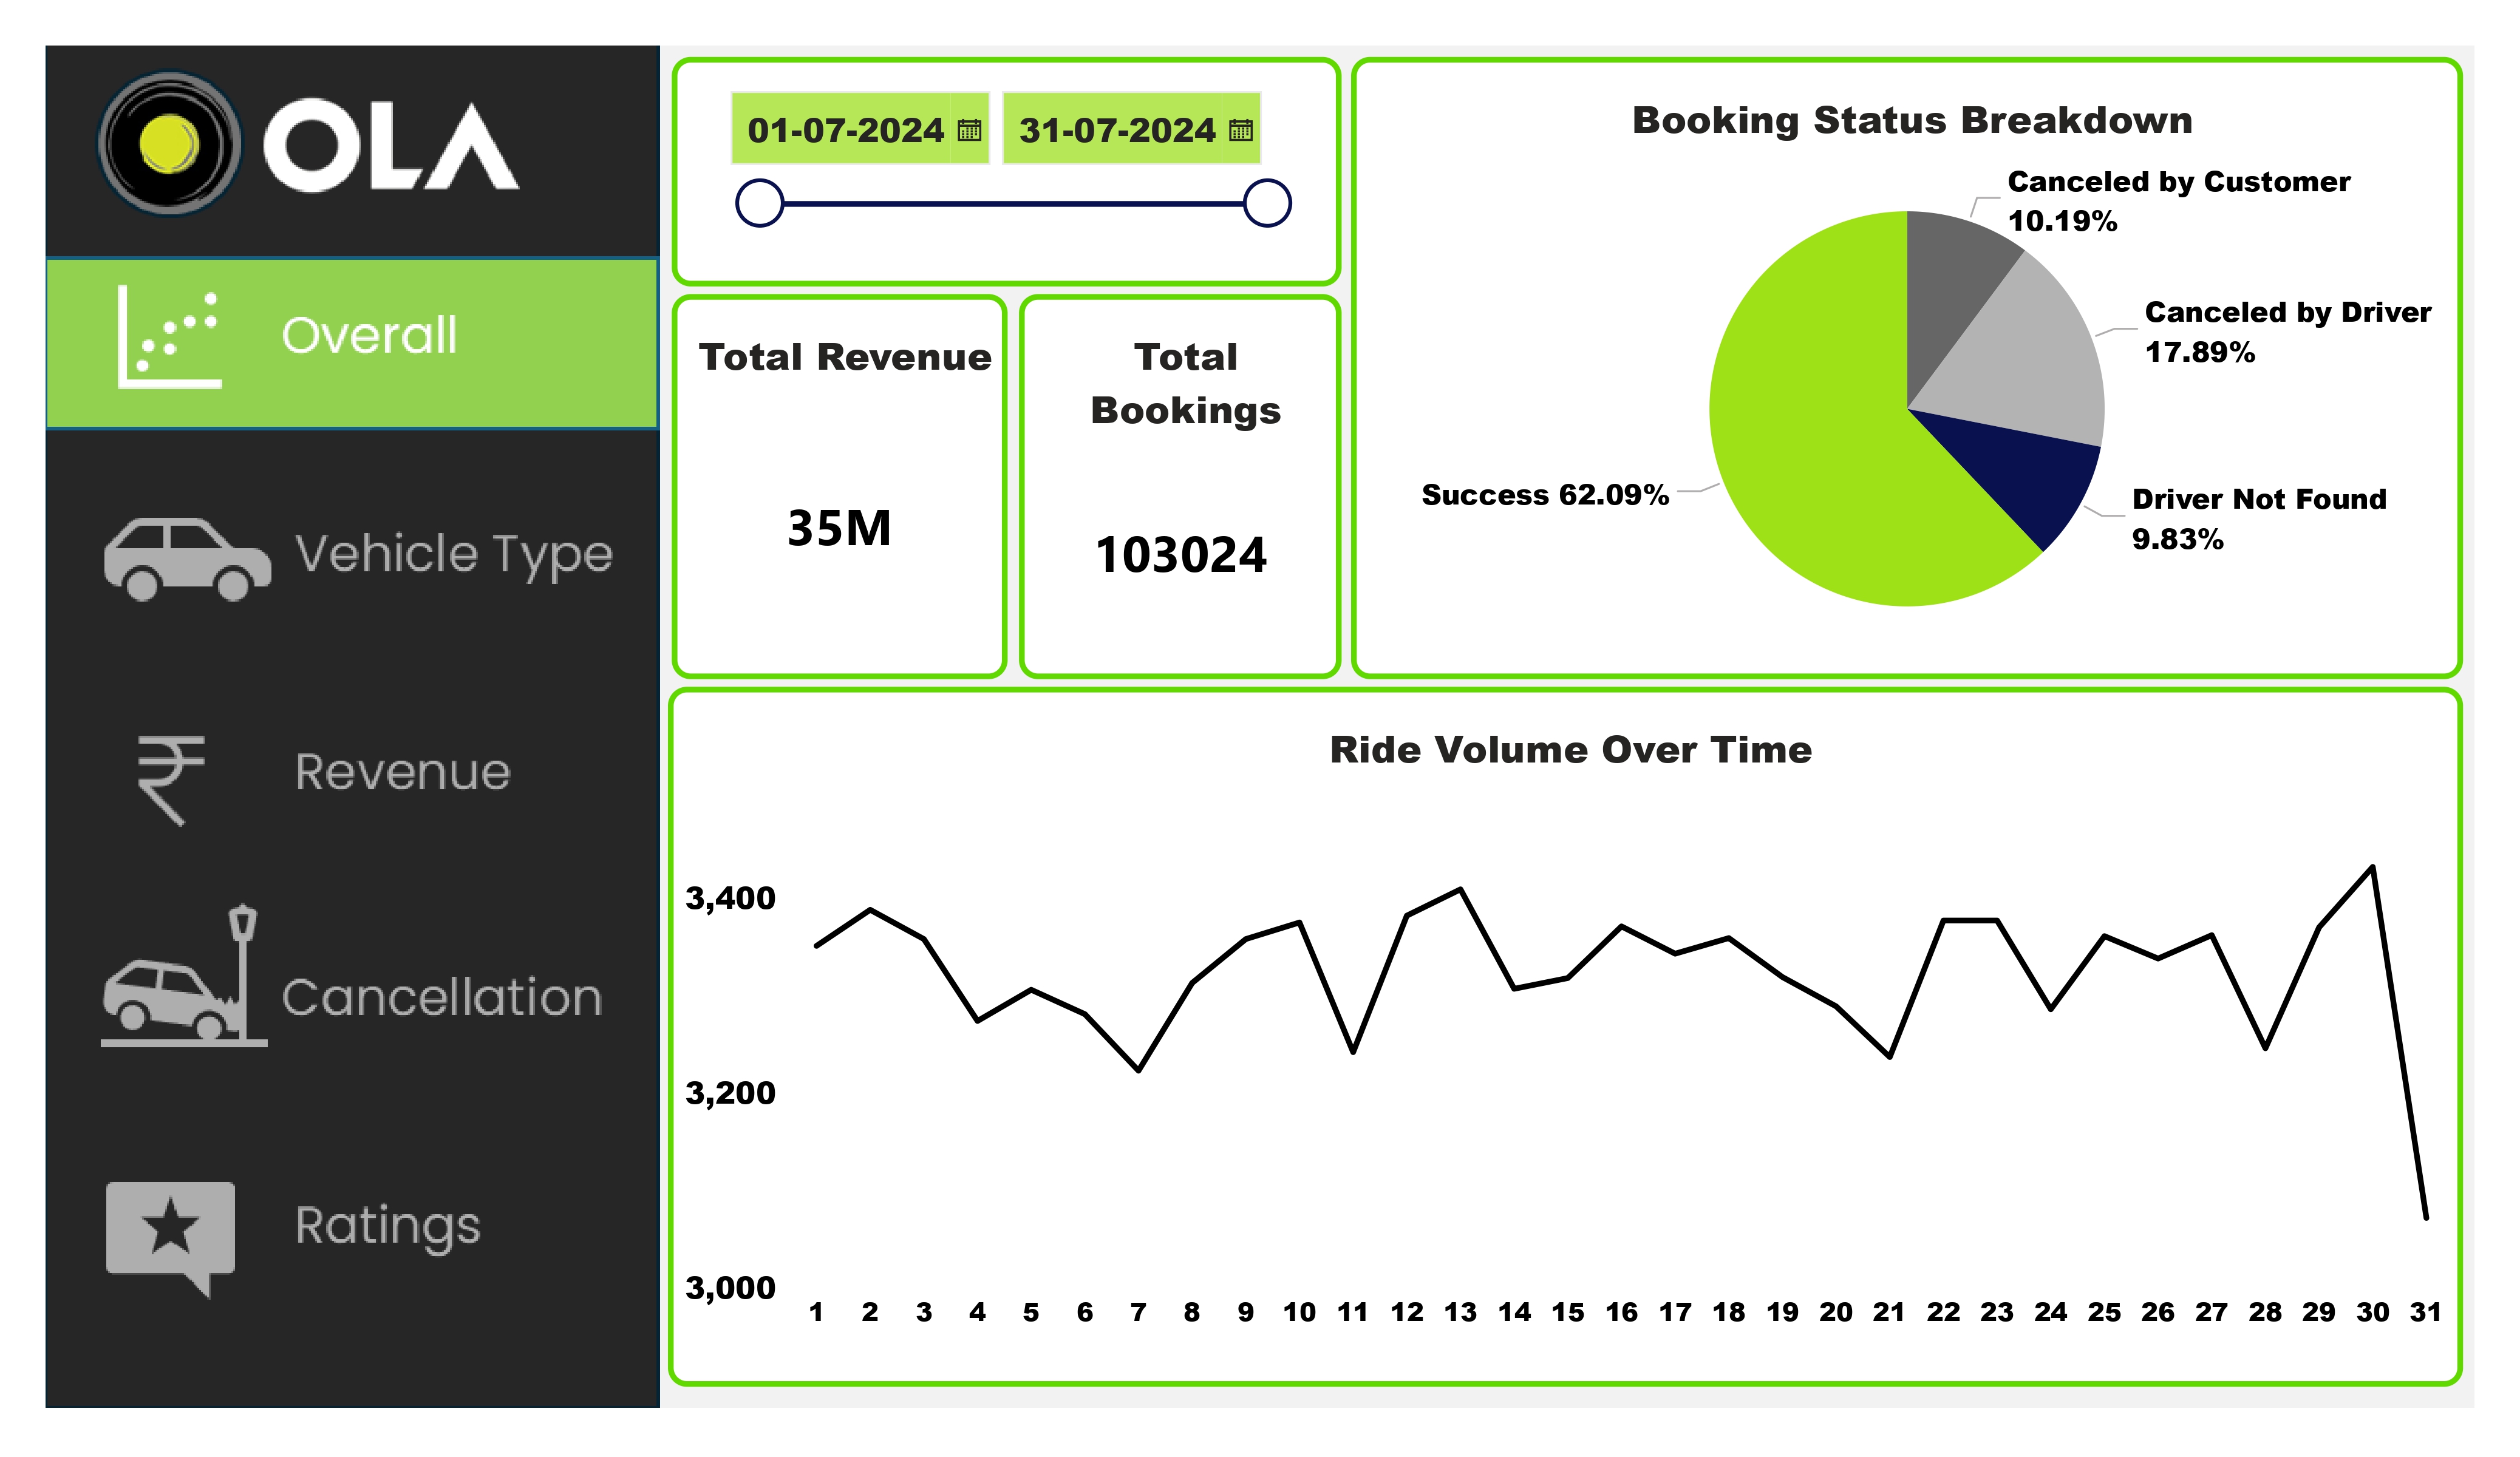 OLA
Overall
Vehicle Type
₹ Revenue
Cancellation
Ratings
01-07-2024 31-07-2024
Total Revenue
35M
Total
Bookings
103024
Booking Status Breakdown
Canceled by Customer
10.19%
Canceled by Driver
17.89%
Driver Not Found
9.83%
Success 62.09%
Ride Volume Over Time
3,400
3,200
3,000
1 2 3 4 5 6 7 8 9 10 11 12 13 14 15 16 17 18 19 20 21 22 23 24 25 26 27 28 29 30 31